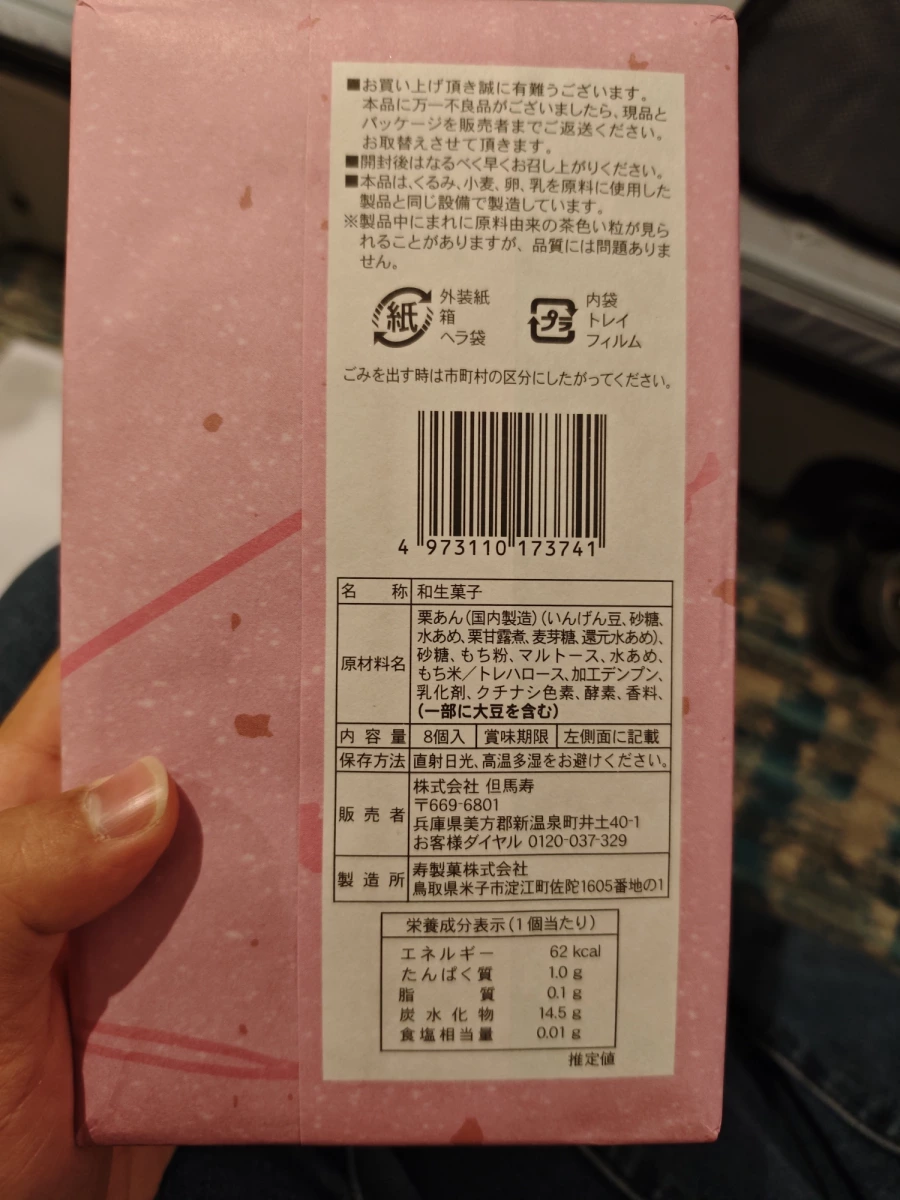 ■お買い上げ頂き誠に有難うございます。
本品に万一不良品がございましたら、現品と
パッケージを販売者までご返送ください。
お取替えさせて頂きます。
■開封後はなるべく早くお召し上がりください。
■本品は、くるみ、小麦、卵、乳を原料に使用した
製品と同じ設備で製造しています。
※製品中にまれに原料由来の茶色い粒が見ら
れることがありますが、品質には問題ありま
せん。
紙 外装紙
箱
ヘラ袋
プラ 内袋
トレイ
フィルム
ごみを出す時は市町村の区分にしたがってください。
4 973110 173741
名称 和生菓子
原材料名 栗あん(国内製造)(いんげん豆、砂糖、
水あめ、栗甘露煮、麦芽糖、還元水あめ)、
砂糖、もち粉、マルトース、水あめ、
もち米/トレハロース、加工デンプン、
乳化剤、クチナシ色素、酵素、香料、
(一部に大豆を含む)
内容量 8個入 賞味期限 左側面に記載
保存方法 直射日光、高温多湿をお避けください。
販売者 株式会社 但馬寿
〒669-6801
兵庫県美方郡新温泉町井土40-1
お客様ダイヤル 0120-037-329
製造所 寿製菓株式会社
鳥取県米子市淀江町佐陀1605番地の1
栄養成分表示(1個当たり)
エネルギー 62 kcal
たんぱく質 1.0 g
脂質 0.1 g
炭水化物 14.5 g
食塩相当量 0.01 g
推定値